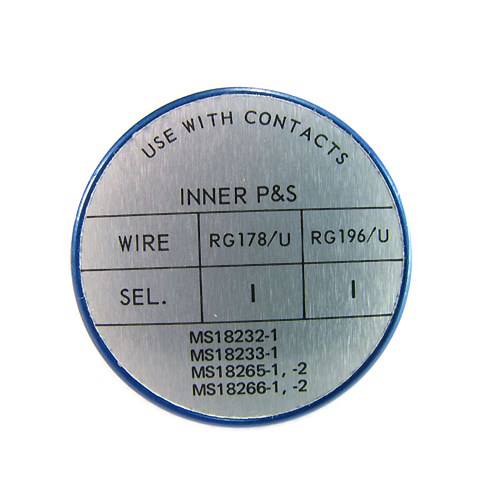 USE WITH CONTACTS
INNER P&S
WIRE RG178/U RG196/U
SEL. 1 1
MS18232-1
MS18233-1
MS18265-1, -2
MS18266-1, -2